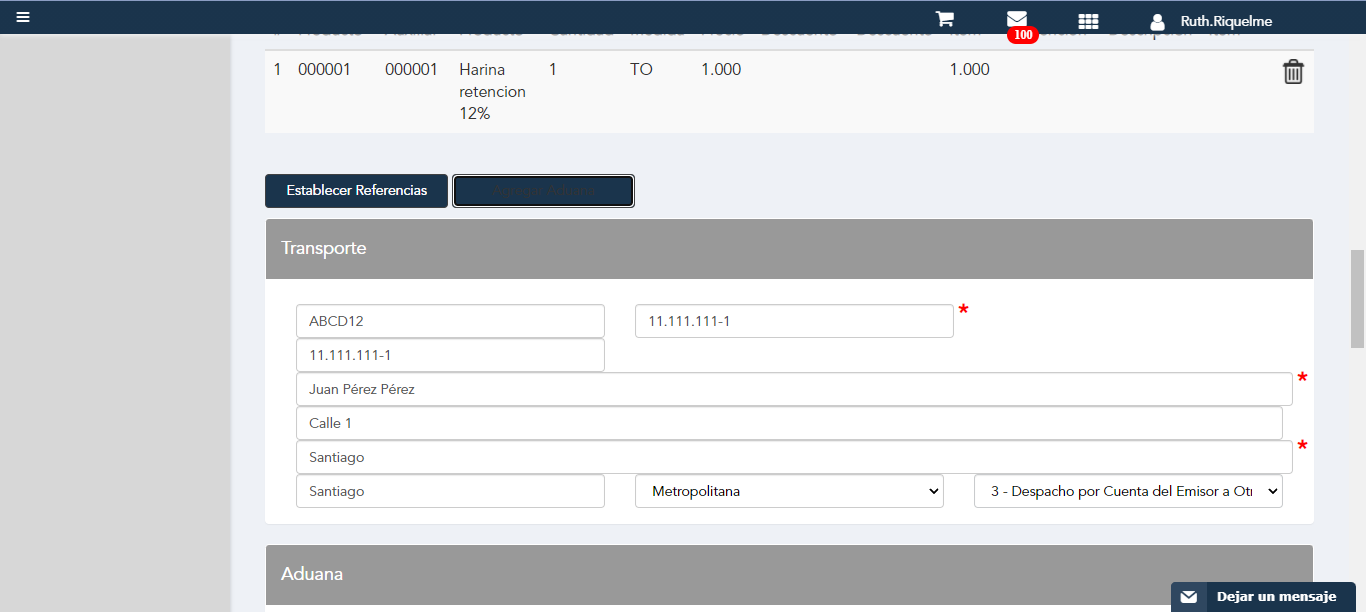 Ruth.Riquelme
100
1 000001 000001 Harina 1 TO 1.000 1.000
retencion
12%
Establecer Referencias
Transporte
ABCD12 11.111.111-1 *
11.111.111-1
Juan Pérez Pérez *
Calle 1
Santiago *
Santiago Metropolitana 3 - Despacho por Cuenta del Emisor a Ot
Aduana
Dejar un mensaje